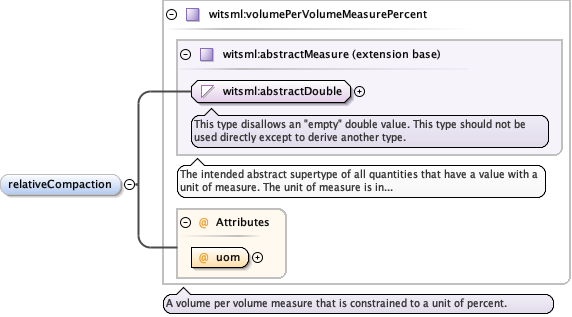 witsml:volumePerVolumeMeasurePercent
witsml:abstractMeasure (extension base)
witsml:abstractDouble
This type disallows an "empty" double value. This type should not be
used directly except to derive another type.
The intended abstract supertype of all quantities that have a value with a
unit of measure. The unit of measure is in...
relativeCompaction
@ Attributes
@ uom
A volume per volume measure that is constrained to a unit of percent.